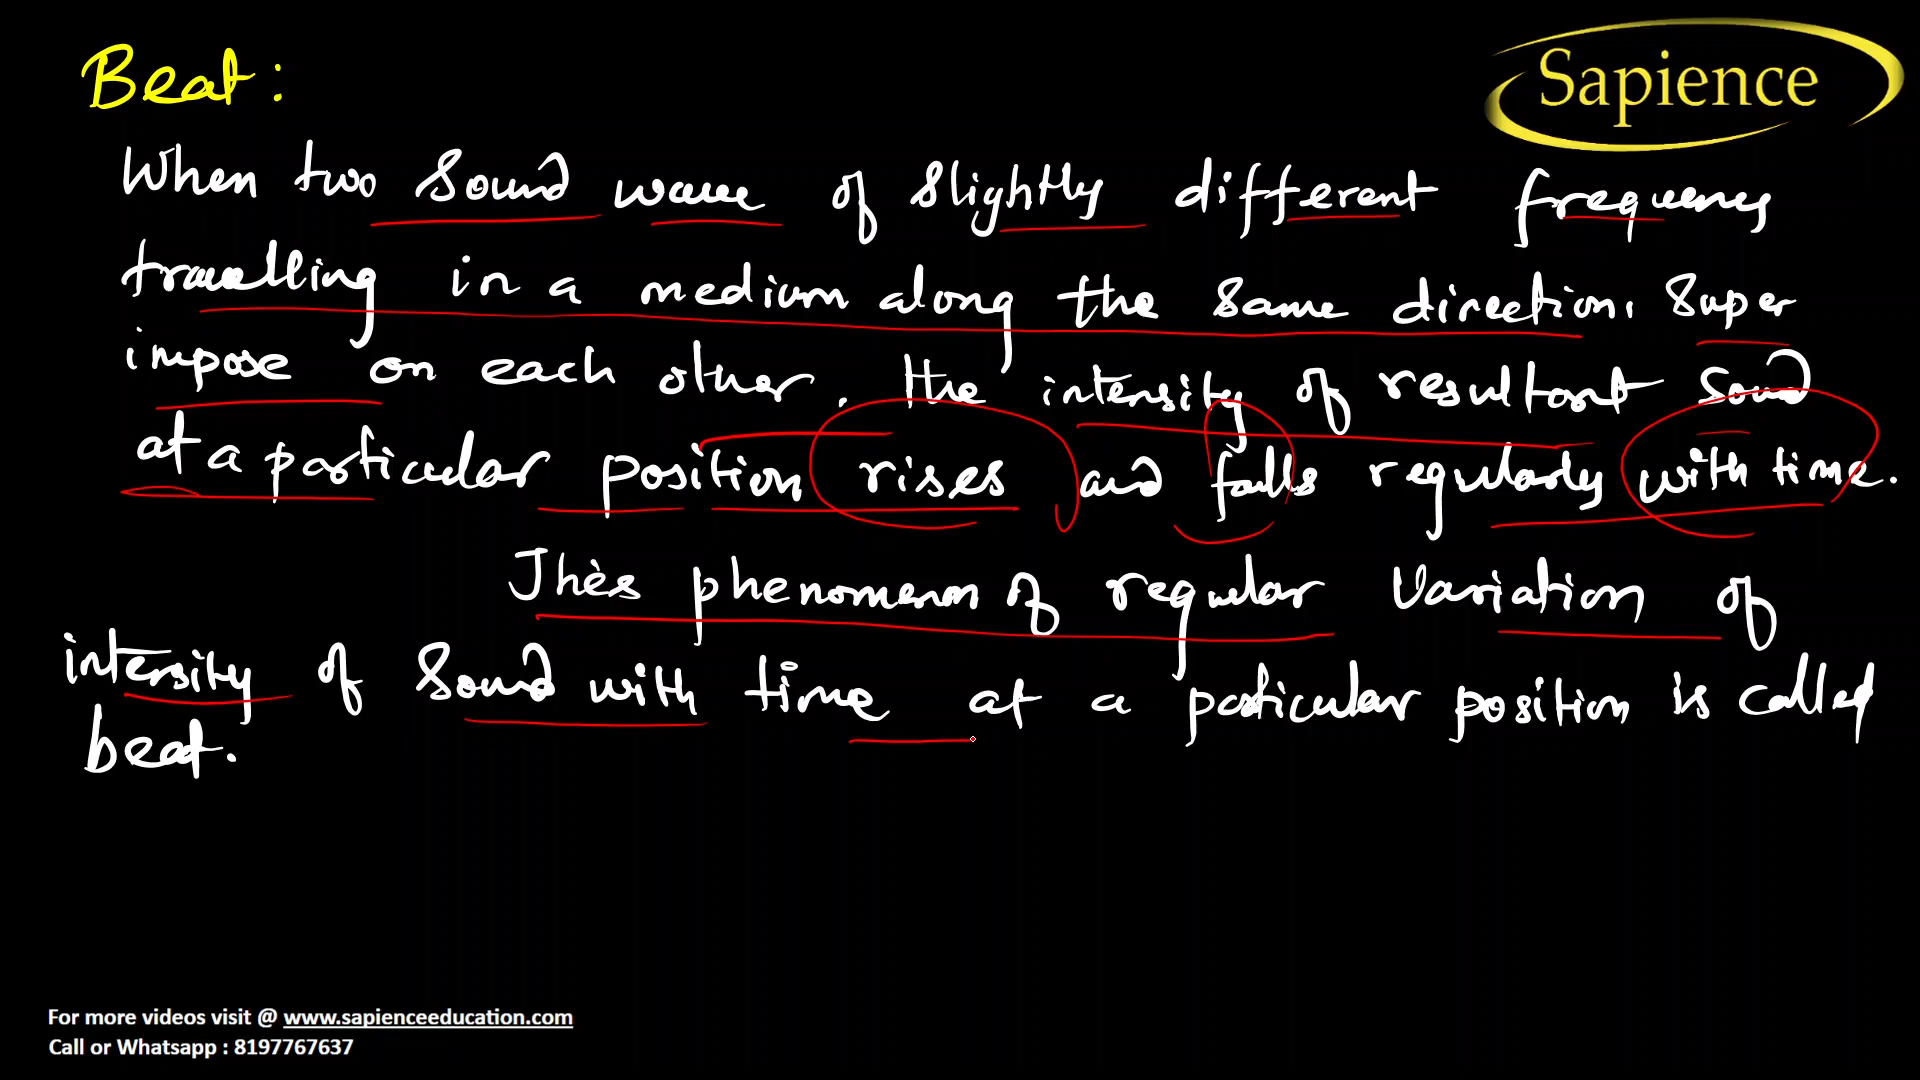 Beat:
Sapience
When two sound wave of slightly different frequency
travelling in a medium along the same direction, super
impose on each other. The intensity of resultant sound
at a particular position rises and falls regularly with time.
This phenomenon of regular variation of
intensity of sound with time at a particular position is called
beat.
For more videos visit @ www.sapienceeducation.com
Call or Whatsapp : 8197767637